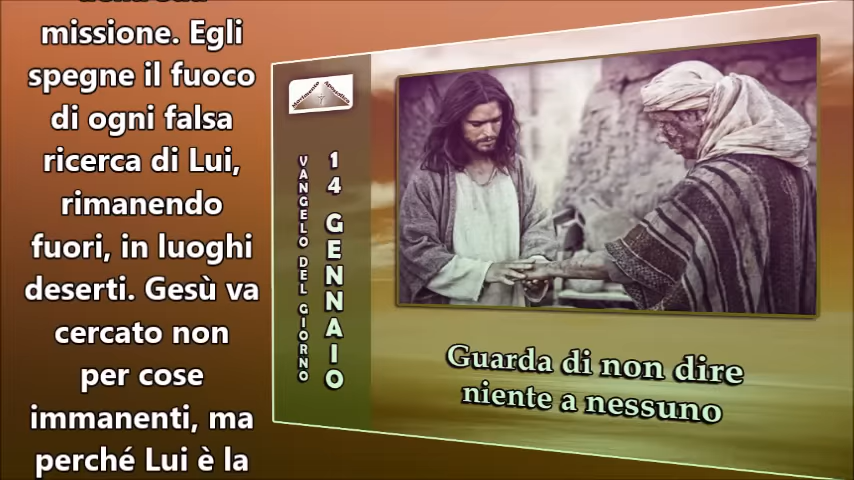 missione. Egli
spegne il fuoco
di ogni falsa
ricerca di Lui,
rimanendo
fuori, in luoghi
deserti. Gesù va
cercato non
per cose
immanenti, ma
perché Lui è la
Movimento Apostolico
VANGELO DEL GIORNO
14 GENNAIO
Guarda di non dire
niente a nessuno